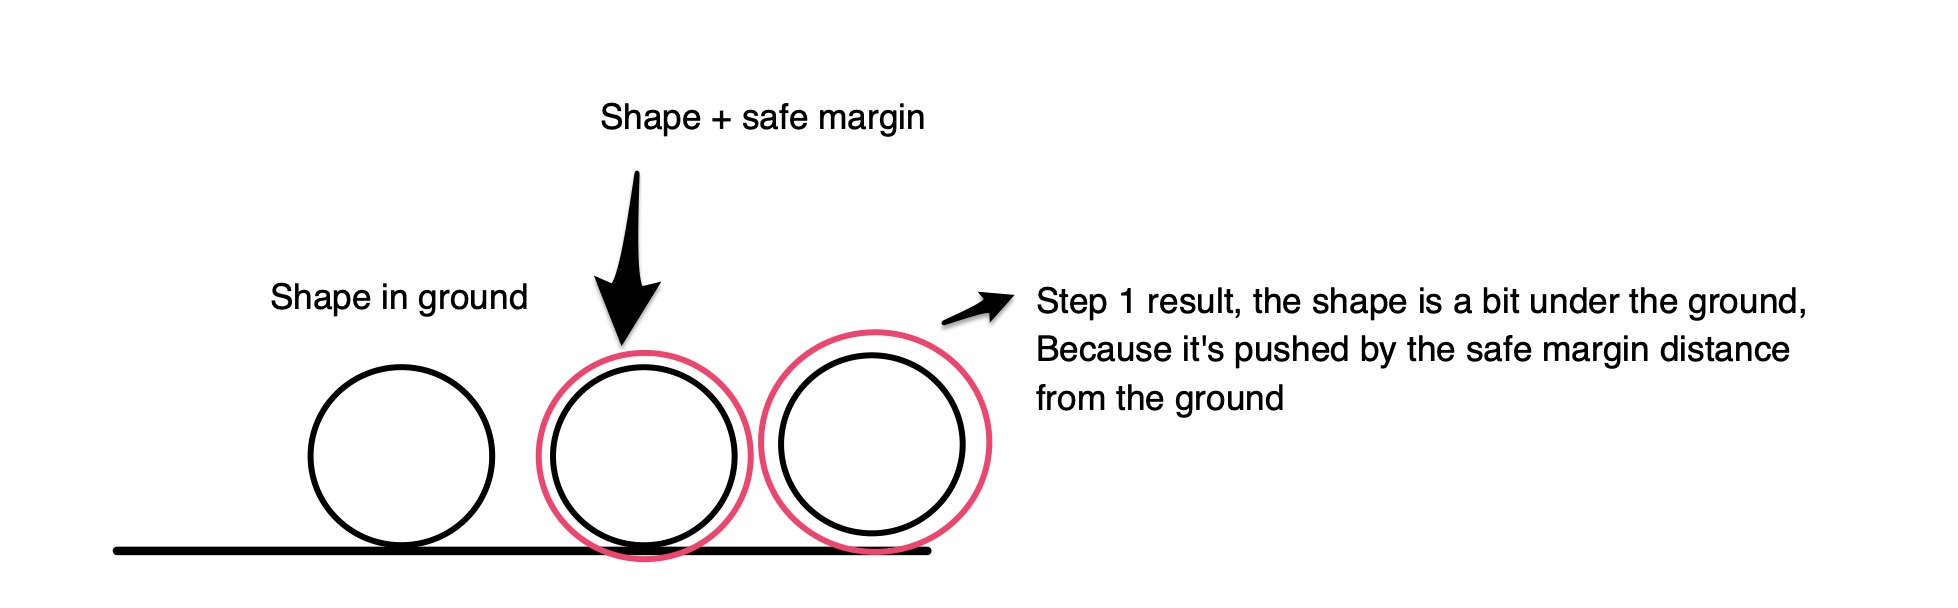 Shape + safe margin
Shape in ground
Step 1 result, the shape is a bit under the ground,
Because it's pushed by the safe margin distance
from the ground